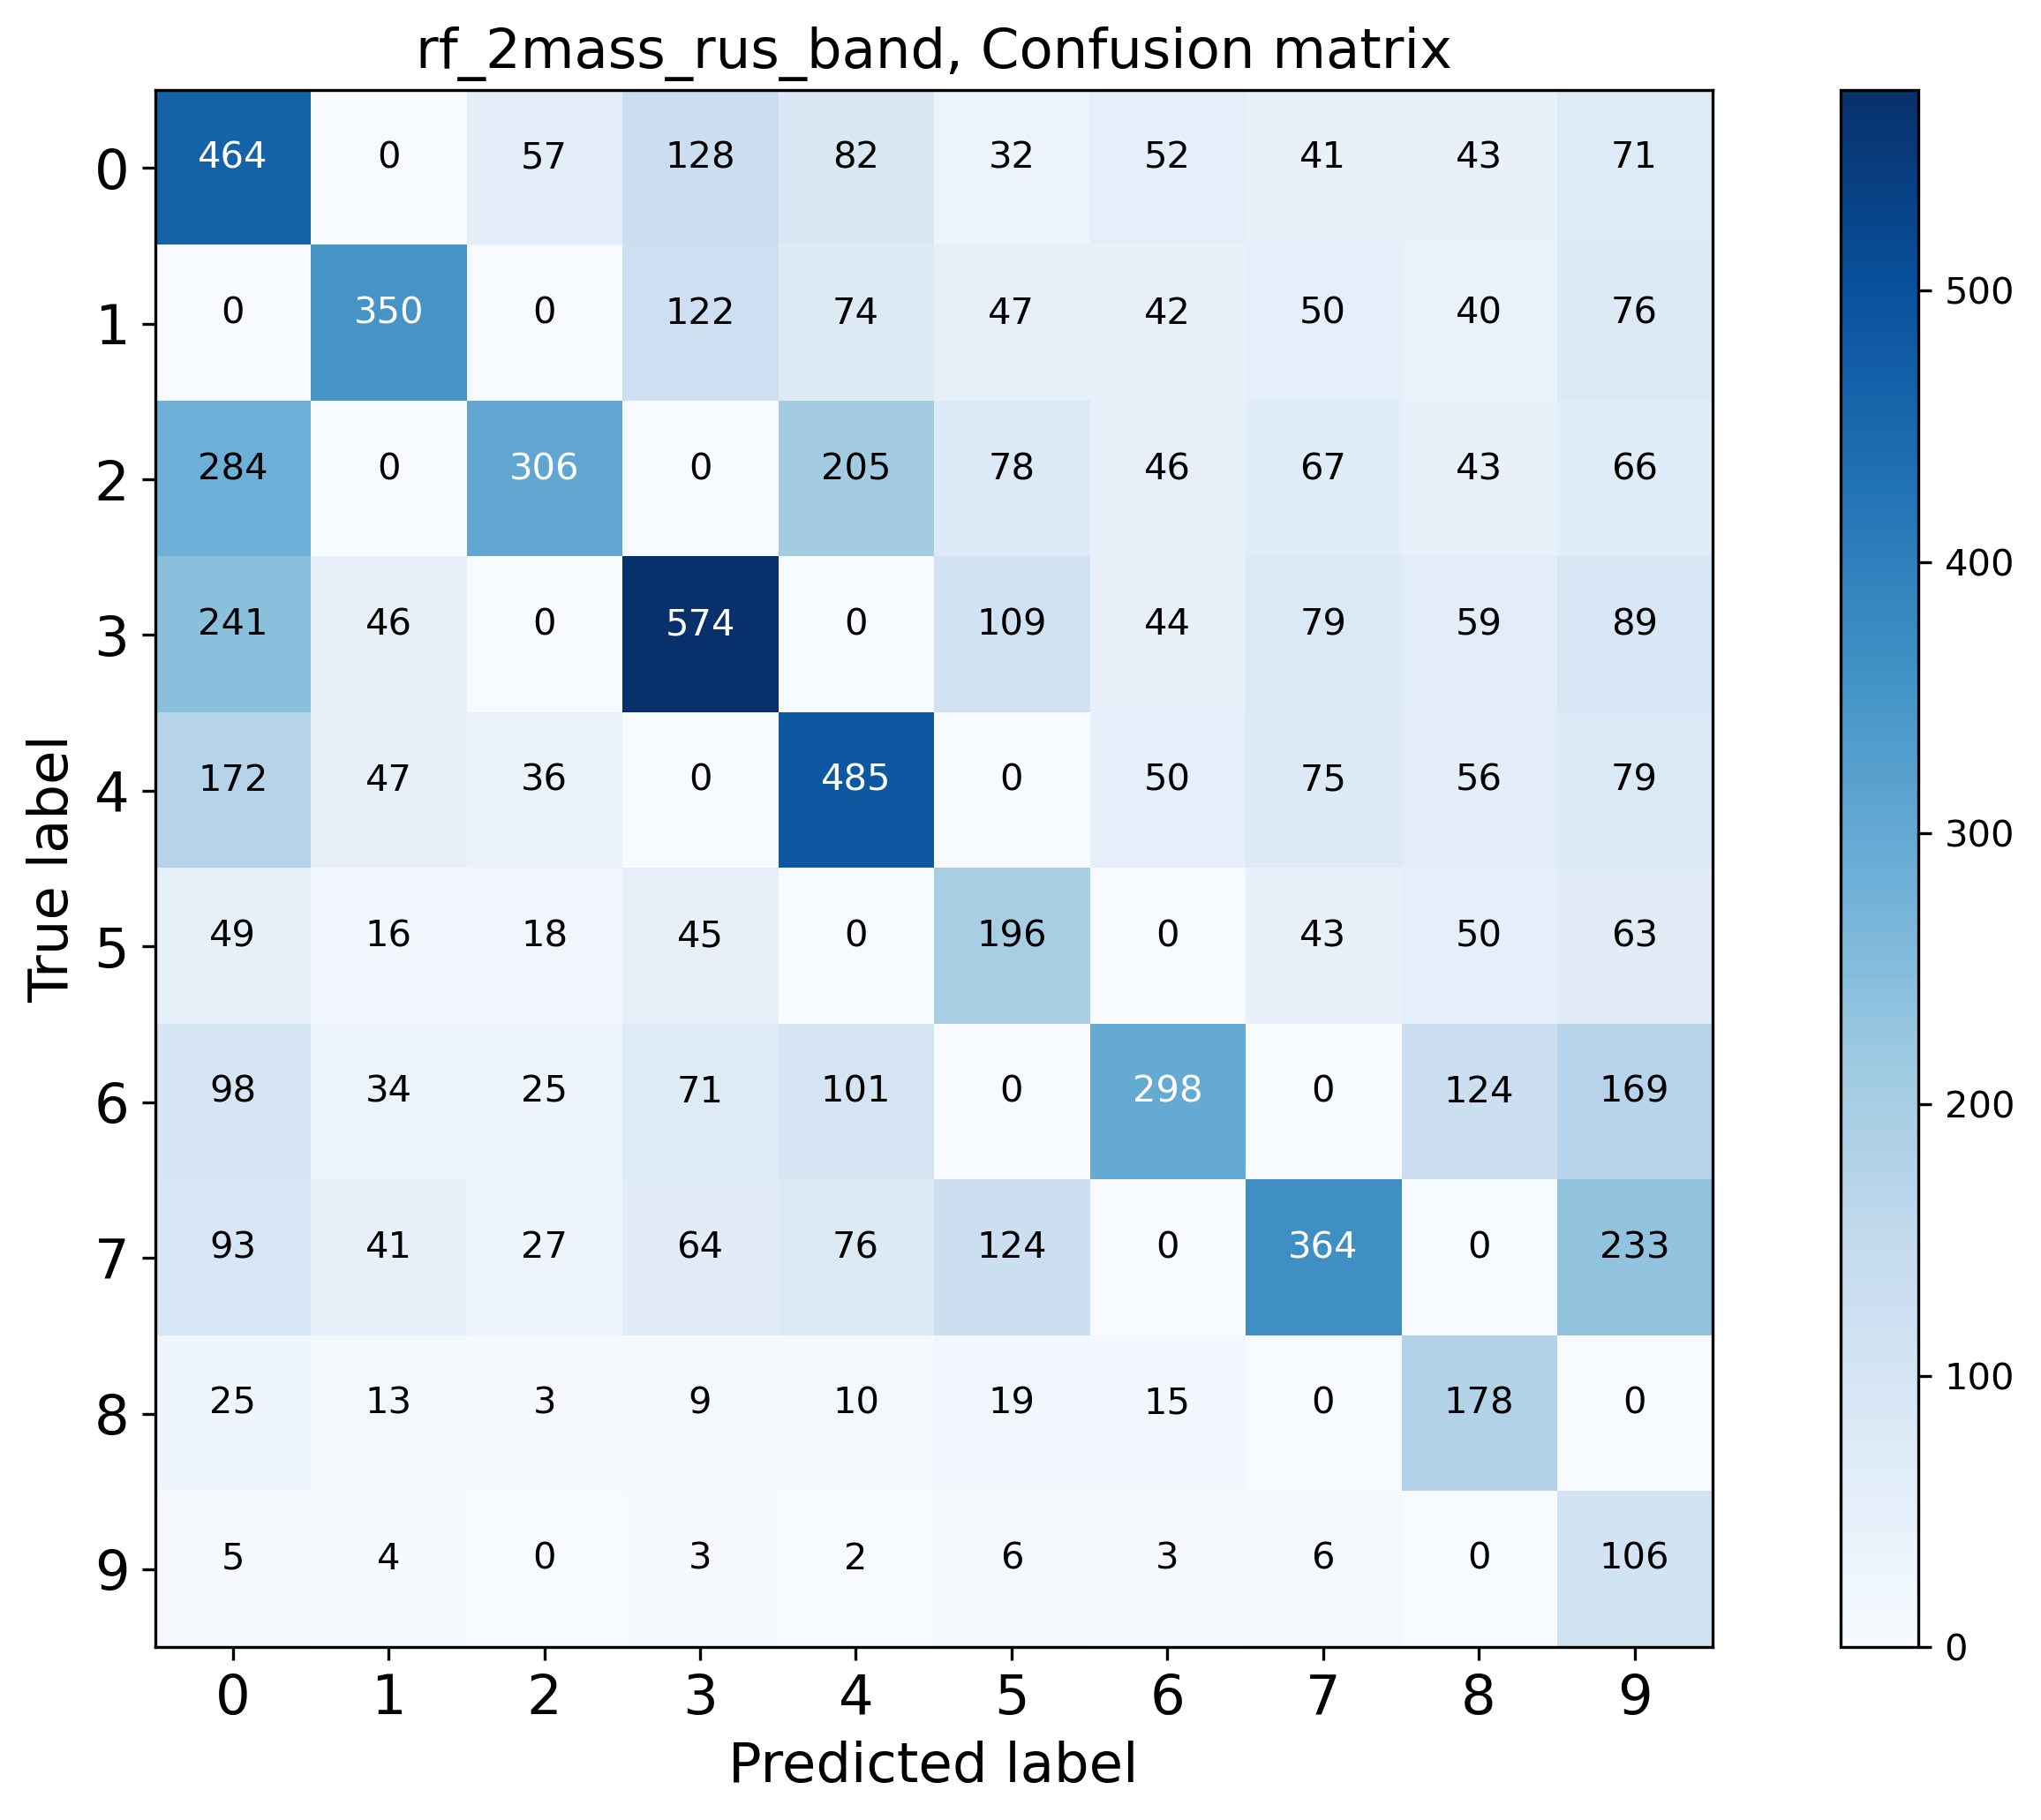 rf_2mass_rus_band, Confusion matrix
0 464 0 57 128 82 32 52 41 43 71
1 0 350 0 122 74 47 42 50 40 76
2 284 0 306 0 205 78 46 67 43 66
3 241 46 0 574 0 109 44 79 59 89
4 172 47 36 0 485 0 50 75 56 79
5 49 16 18 45 0 196 0 43 50 63
6 98 34 25 71 101 0 298 0 124 169
7 93 41 27 64 76 124 0 364 0 233
8 25 13 3 9 10 19 15 0 178 0
9 5 4 0 3 2 6 3 6 0 106
0 1 2 3 4 5 6 7 8 9
Predicted label
True label
500
400
300
200
100
0